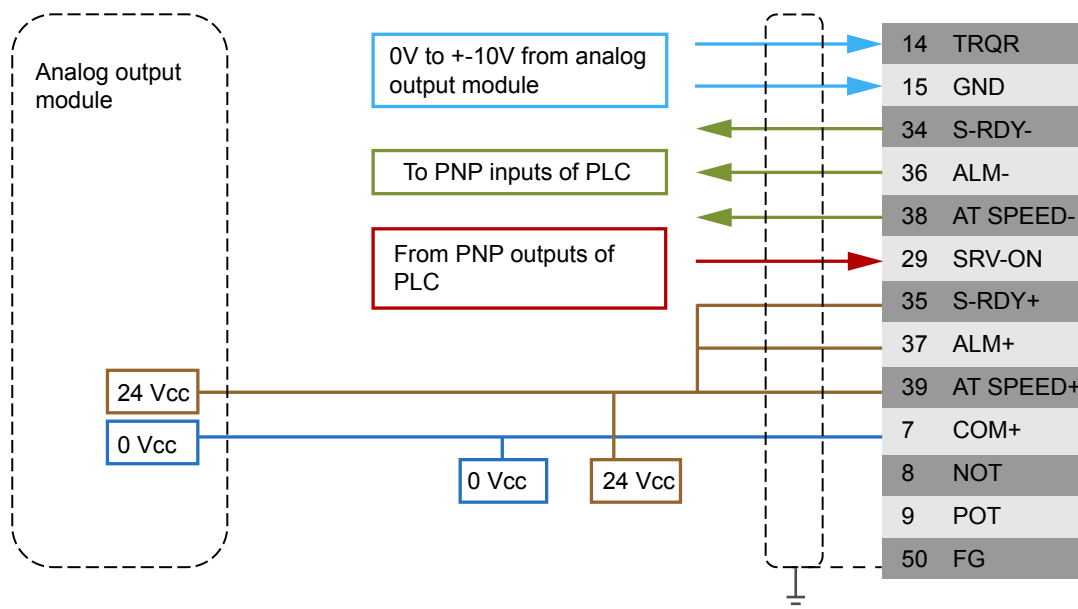 Analog output
module
0V to +-10V from analog
output module
To PNP inputs of PLC
From PNP outputs of
PLC
24 Vcc
0 Vcc
0 Vcc
24 Vcc
14 TRQR
15 GND
34 S-RDY-
36 ALM-
38 AT SPEED-
29 SRV-ON
35 S-RDY+
37 ALM+
39 AT SPEED+
7 COM+
8 NOT
9 POT
50 FG